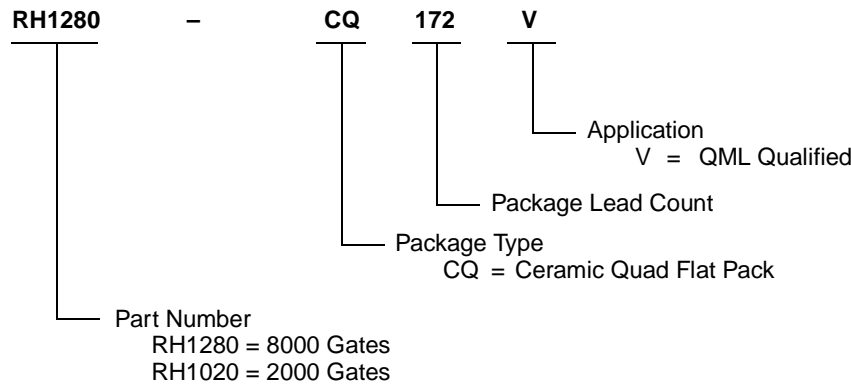 RH1280 – CQ 172 V
Application
V = QML Qualified
Package Lead Count
Package Type
CQ = Ceramic Quad Flat Pack
Part Number
RH1280 = 8000 Gates
RH1020 = 2000 Gates